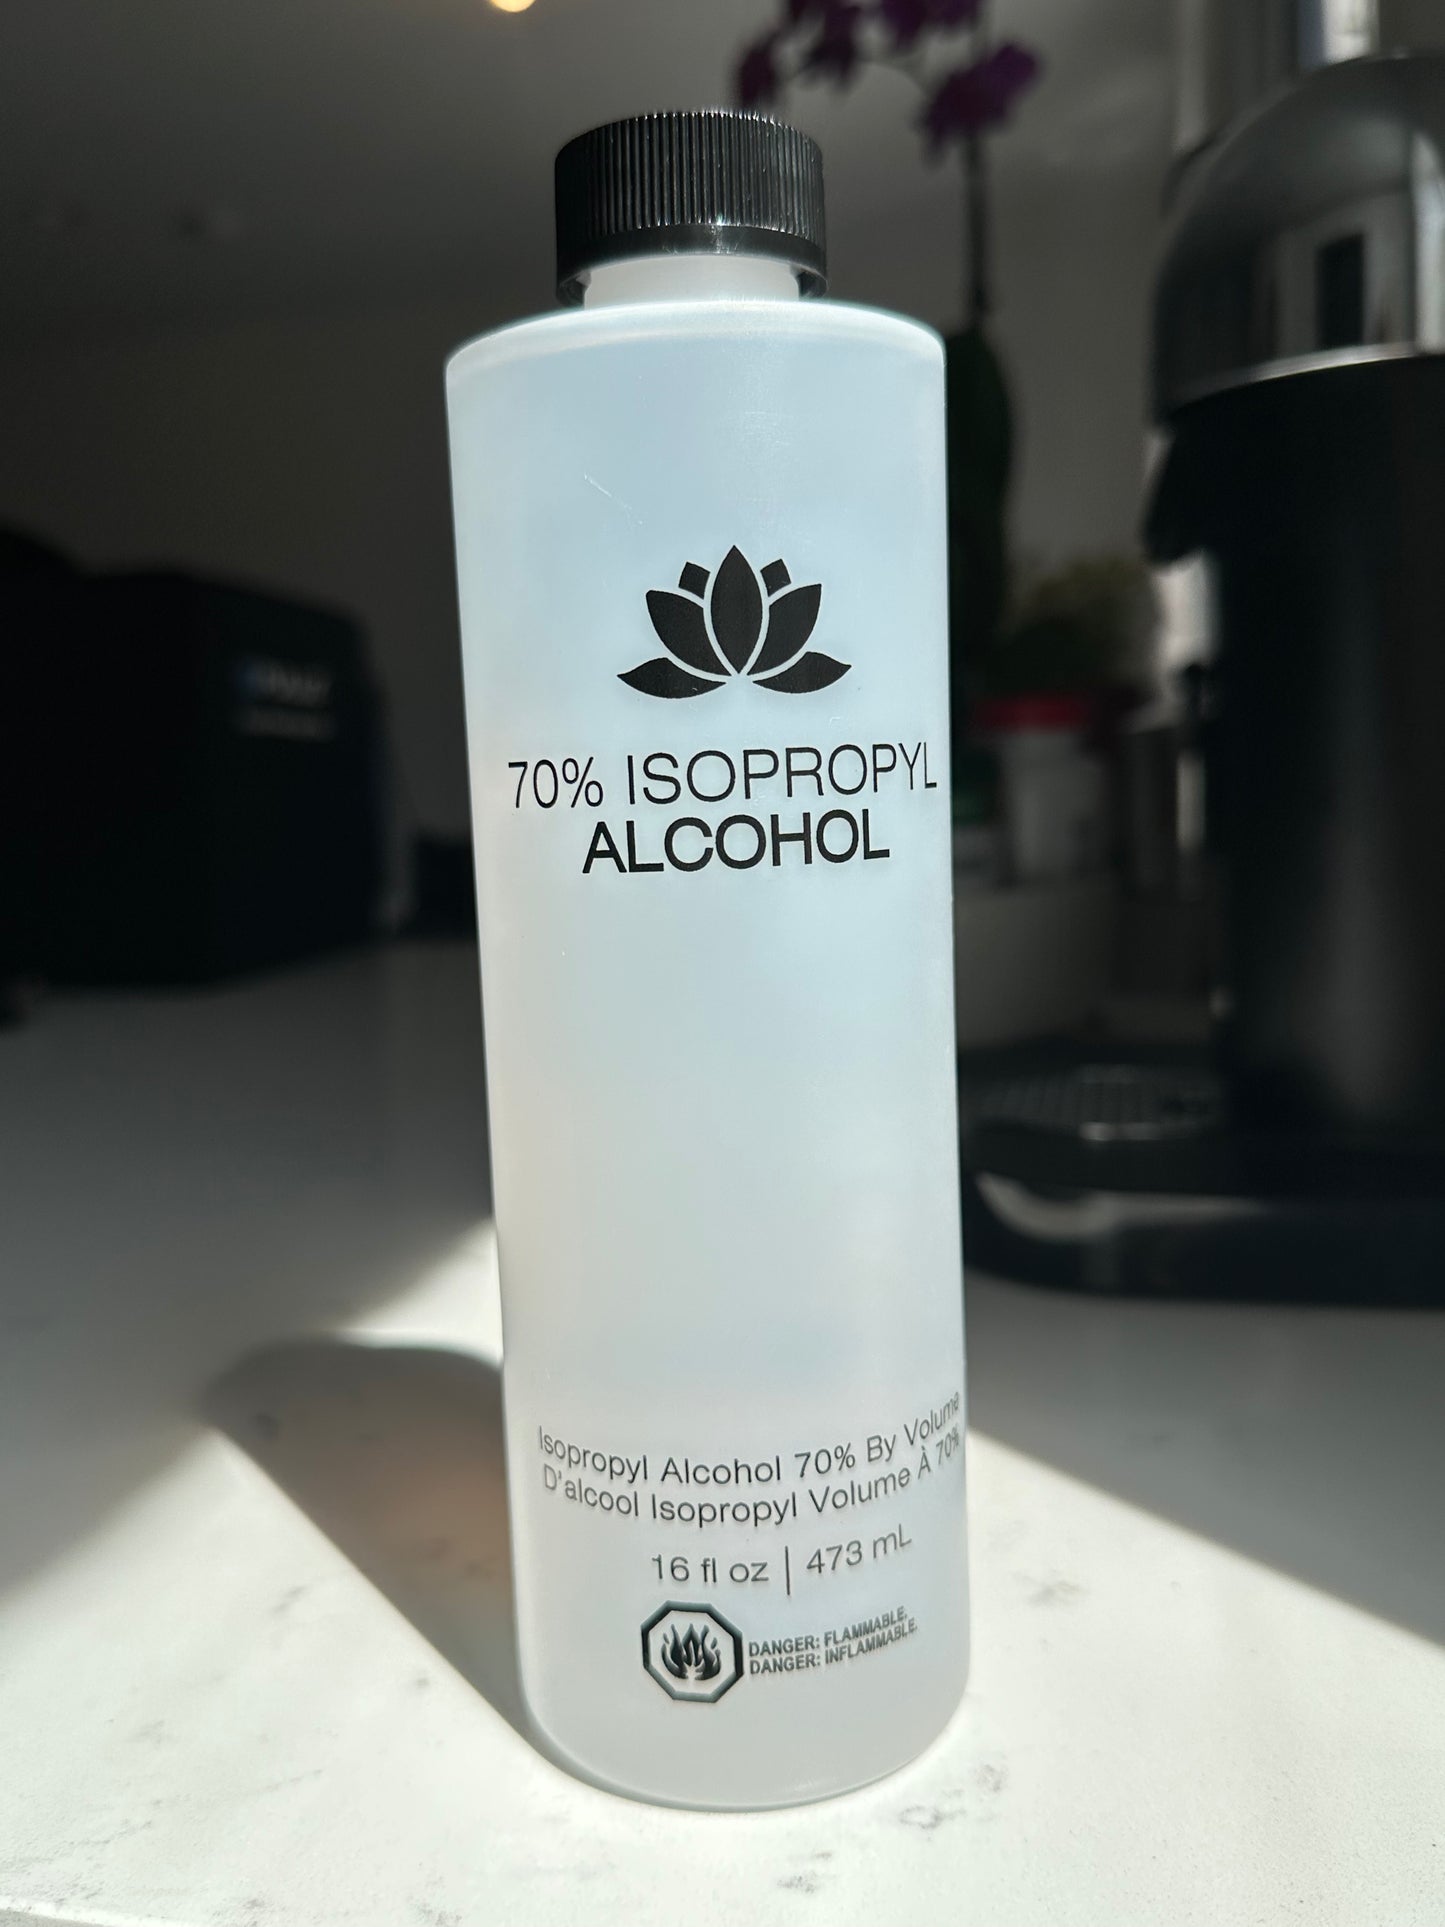 70% ISOPROPYL
ALCOHOL
Isopropyl Alcohol 70% By Volume
D'alcool Isopropyl Volume À 70%
16 fl oz | 473 mL
DANGER: FLAMMABLE.
DANGER: INFLAMMABLE.